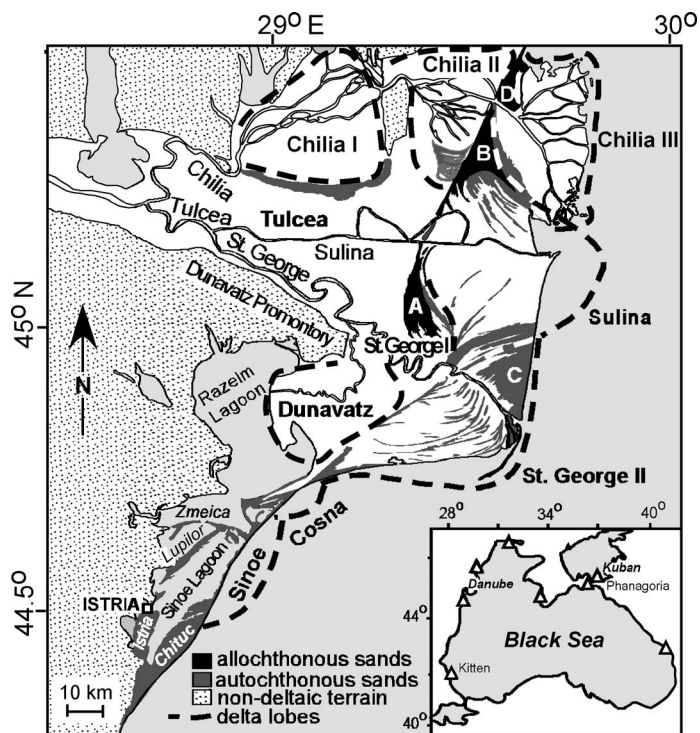 29° E
30°
Chilia II
D
Chilia I
Chilia III
B
Chilia
Tulcea
Tulcea
St. George
Sulina
Dunavatz Promontory
45° N
A
Sulina
St. George I
N
Razelm
Lagoon
C
Dunavatz
St. George II
Zmeica
Cosna
Lupilor
Sinoe Lagoon
Sinoe
44.5°
ISTRIA
Istria
Chituc
10 km
allochthonous sands
autochthonous sands
non-deltaic terrain
delta lobes
28°
34°
40°
Kuban
Danube
Phanagoria
44°
Black Sea
Kitten
40°